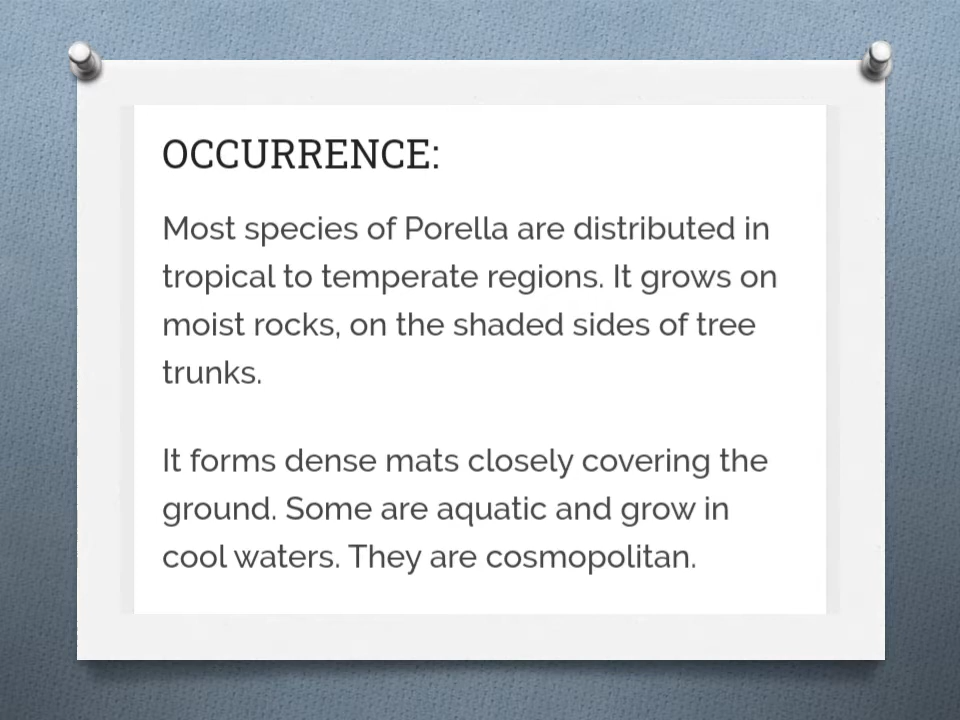 OCCURRENCE:
Most species of Porella are distributed in
tropical to temperate regions. It grows on
moist rocks, on the shaded sides of tree
trunks.
It forms dense mats closely covering the
ground. Some are aquatic and grow in
cool waters. They are cosmopolitan.